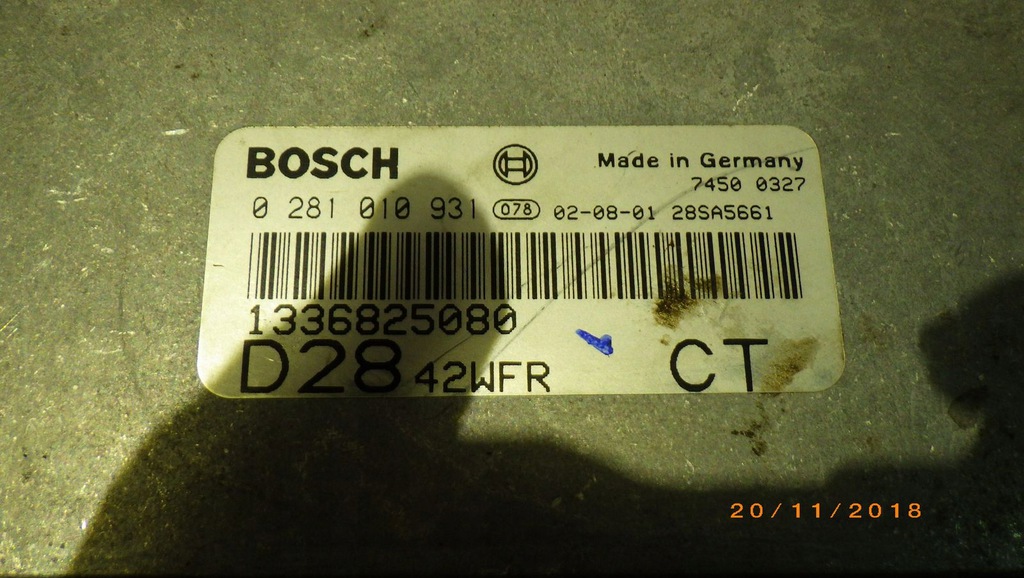 BOSCH
Made in Germany
7450 0327
0 281 010 931 078 02-08-01 28SA5661
1336825080
D28 42WFR CT
20/11/2018